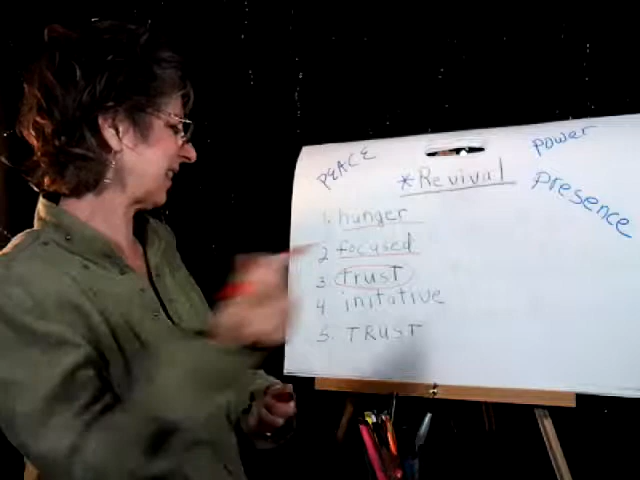 PEACE
power
*Revival
presence
1. hunger
2 focused
3 trust
4 initative
5. TRUST